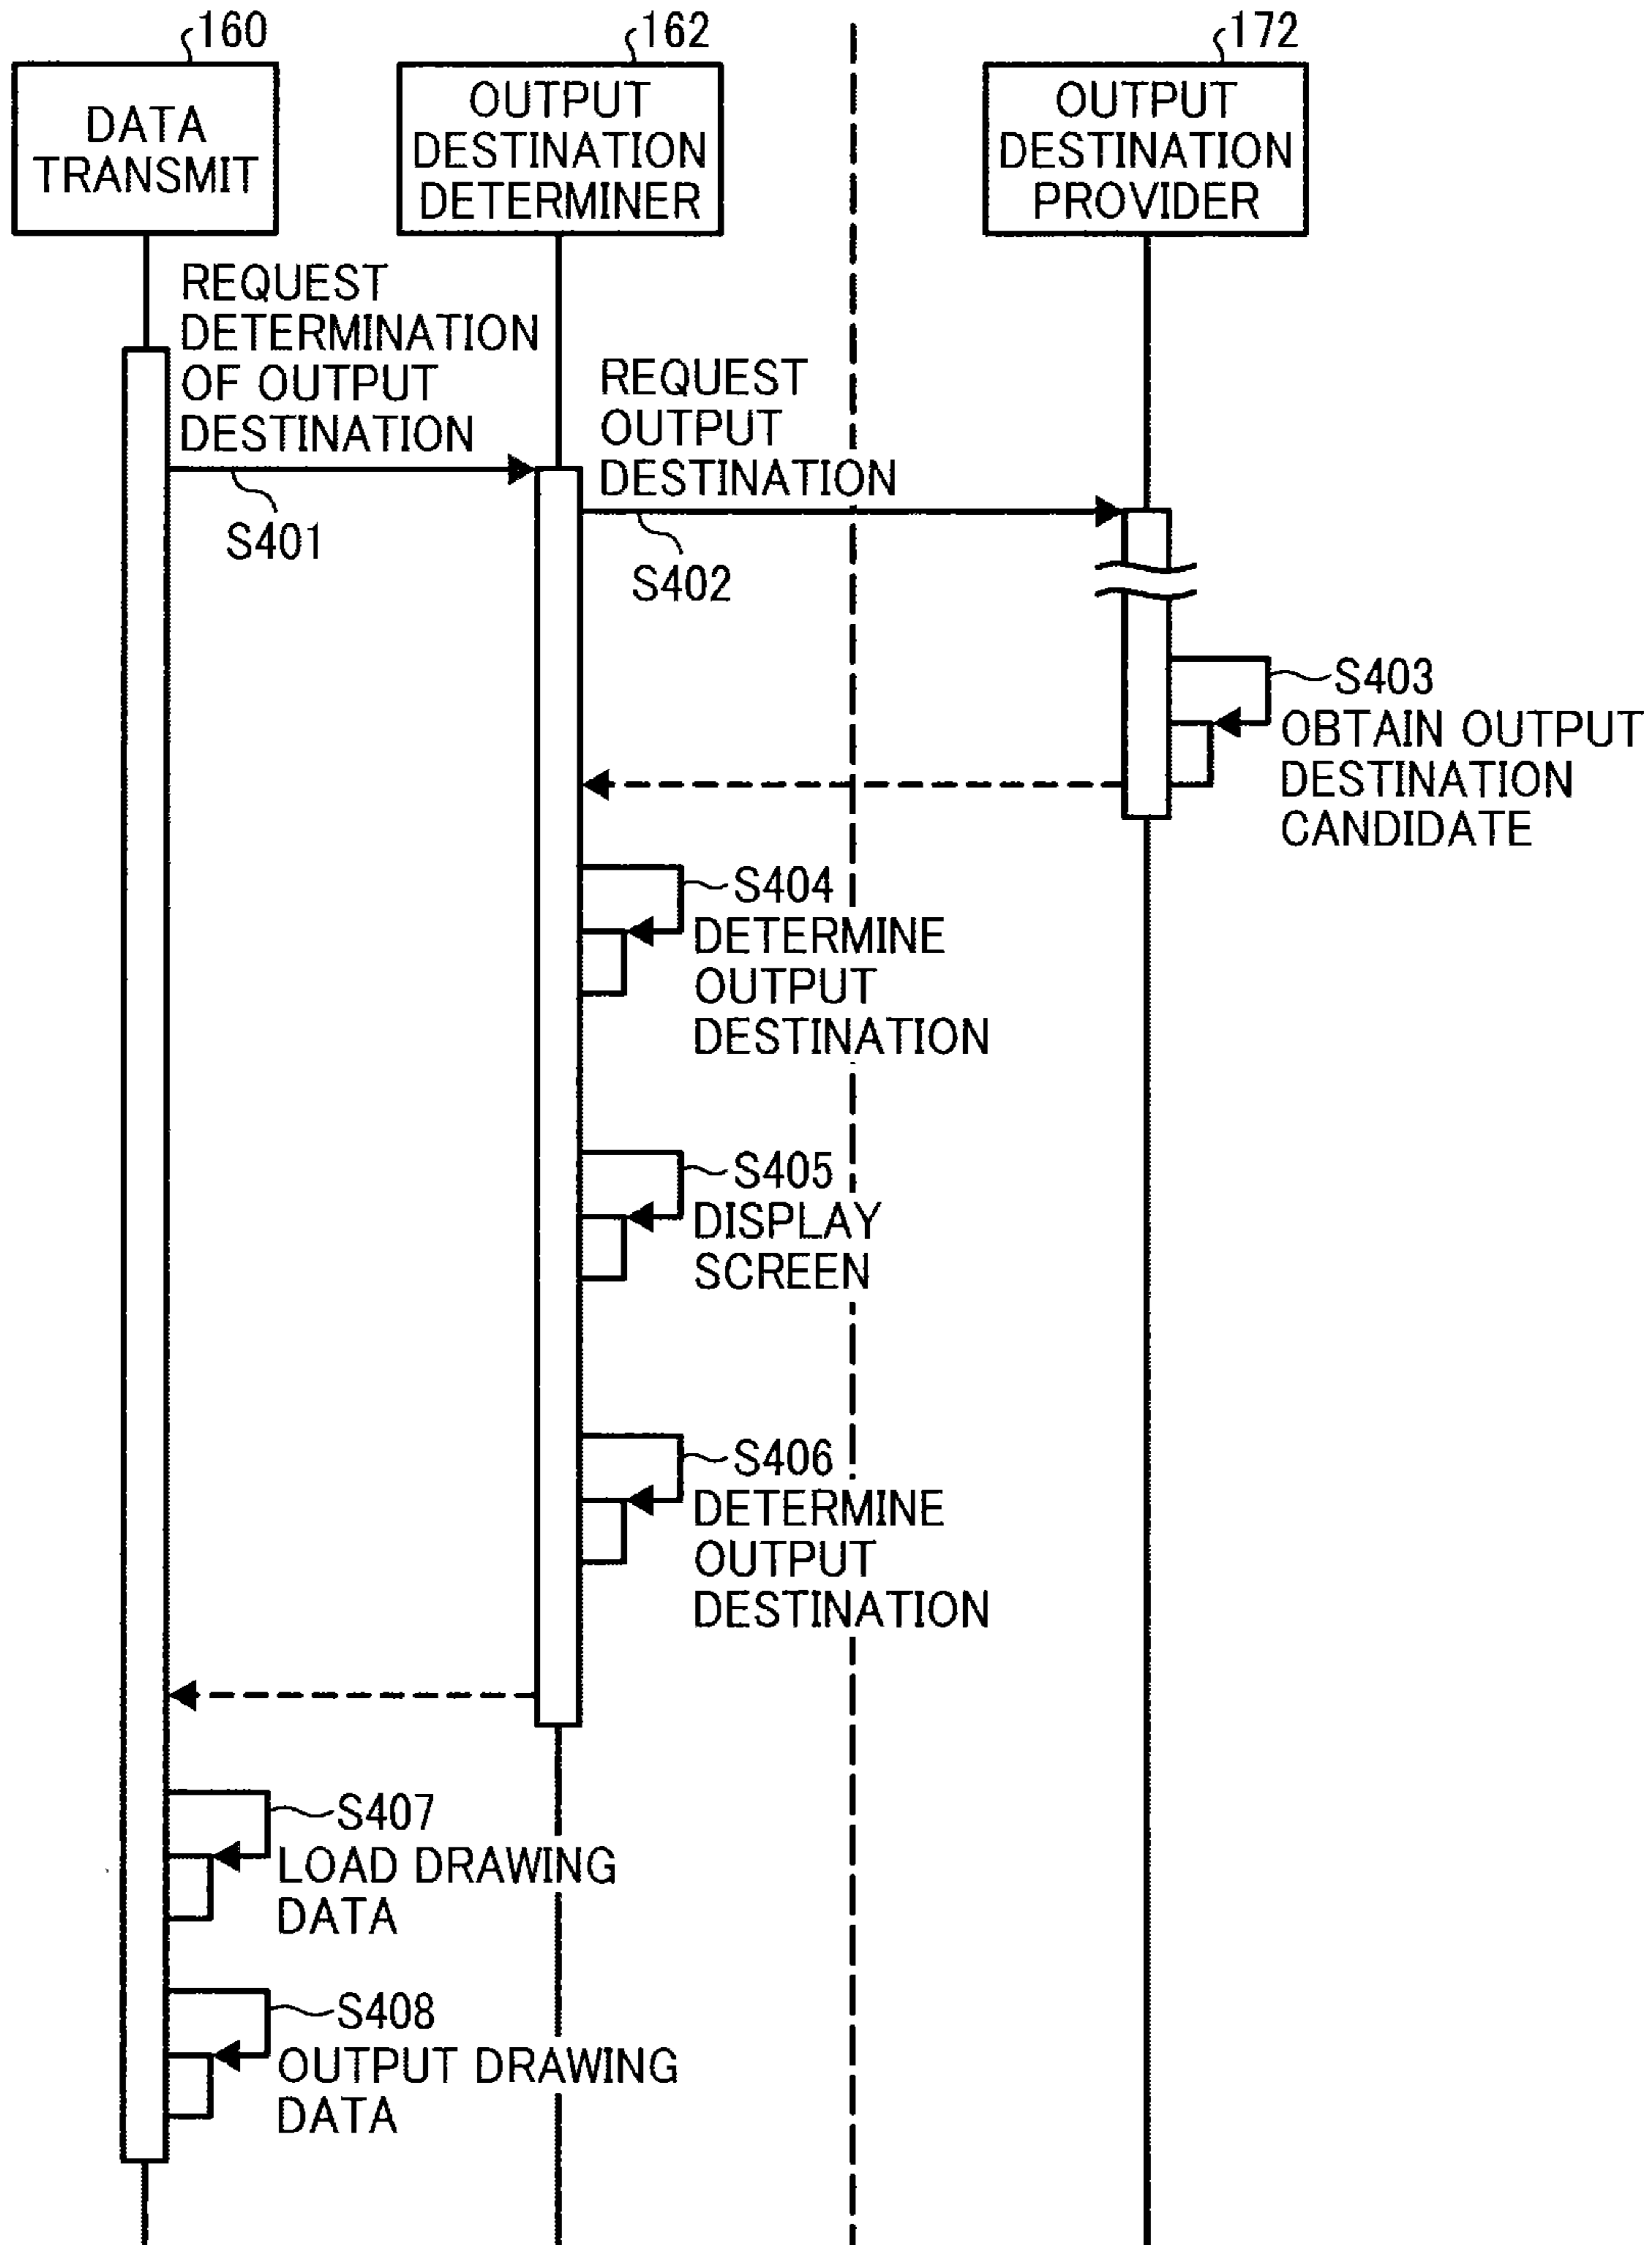 160
162
172
DATA
TRANSMIT
OUTPUT
DESTINATION
DETERMINER
OUTPUT
DESTINATION
PROVIDER
REQUEST
DETERMINATION
OF OUTPUT
DESTINATION
S401
REQUEST
OUTPUT
DESTINATION
S402
S403
OBTAIN OUTPUT
DESTINATION
CANDIDATE
S404
DETERMINE
OUTPUT
DESTINATION
S405
DISPLAY
SCREEN
S406
DETERMINE
OUTPUT
DESTINATION
S407
LOAD DRAWING
DATA
S408
OUTPUT DRAWING
DATA